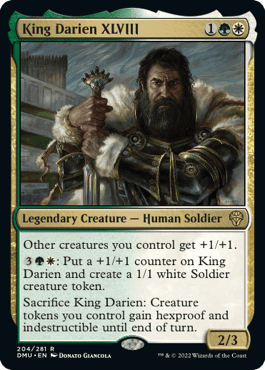 King Darien XLVIII 1
Legendary Creature — Human Soldier
Other creatures you control get +1/+1.
3 : Put a +1/+1 counter on King
Darien and create a 1/1 white Soldier
creature token.
Sacrifice King Darien: Creature
tokens you control gain hexproof and
indestructible until end of turn.
2/3
204/281 R
DMU • EN DONATO GIANCOLA
™ & © 2022 Wizards of the Coast